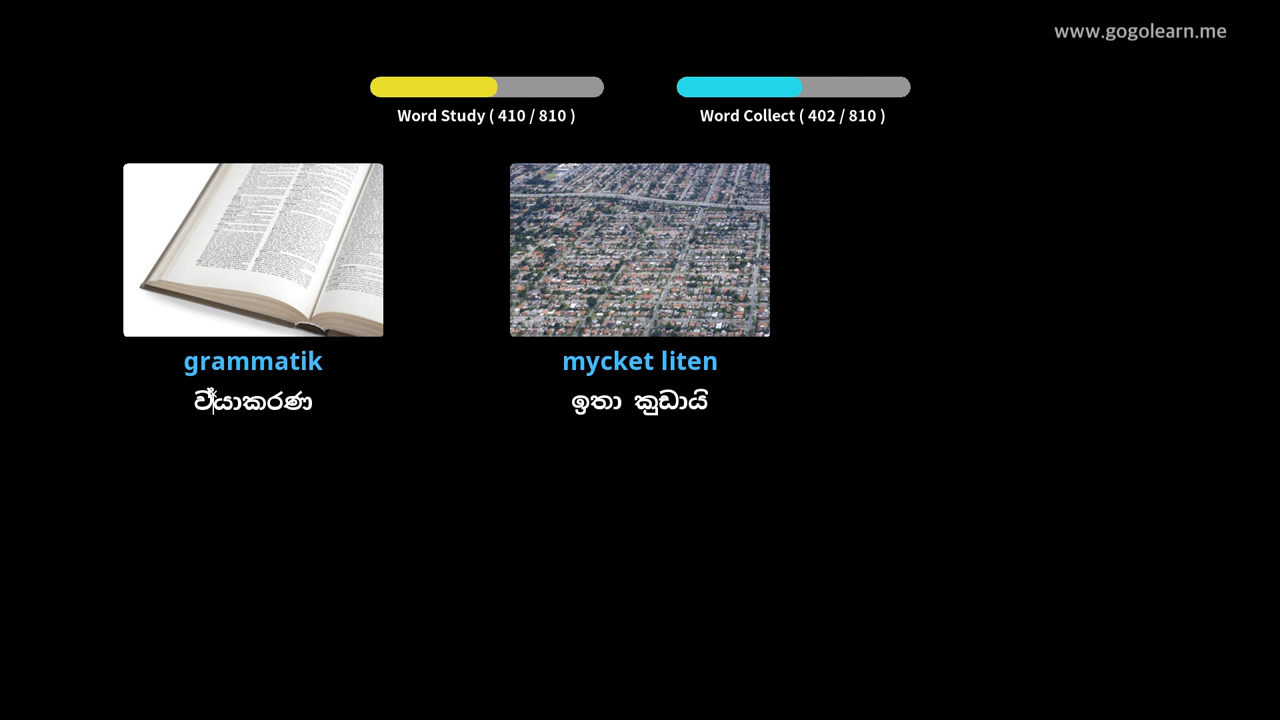 www.gogolearn.me
Word Study ( 410 / 810 )
Word Collect ( 402 / 810 )
grammatik
mycket liten
ව්‍යාකරණ
ඉතා කුඩායි